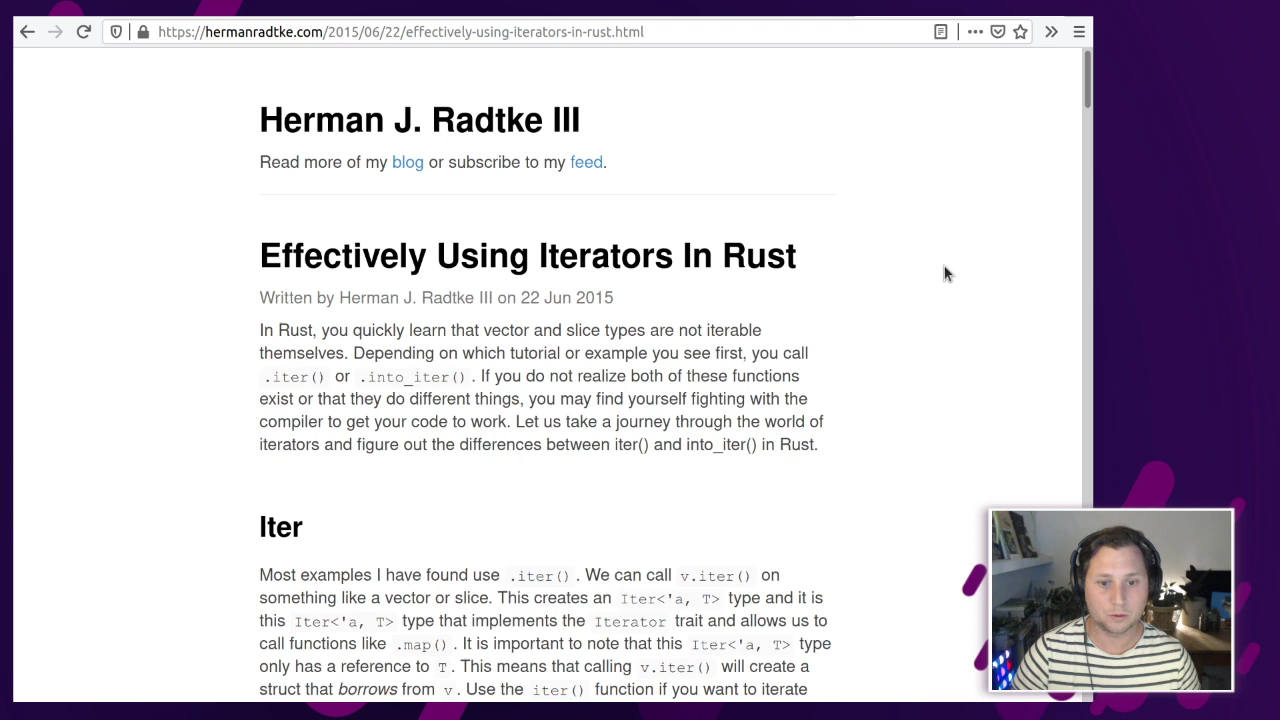 https://hermanradtke.com/2015/06/22/effectively-using-iterators-in-rust.html
Herman J. Radtke III
Read more of my blog or subscribe to my feed.
Effectively Using Iterators In Rust
Written by Herman J. Radtke III on 22 Jun 2015
In Rust, you quickly learn that vector and slice types are not iterable
themselves. Depending on which tutorial or example you see first, you call
.iter() or .into_iter(). If you do not realize both of these functions
exist or that they do different things, you may find yourself fighting with the
compiler to get your code to work. Let us take a journey through the world of
iterators and figure out the differences between iter() and into_iter() in Rust.
Iter
Most examples I have found use .iter(). We can call v.iter() on
something like a vector or slice. This creates an Iter<'a, T> type and it is
this Iter<'a, T> type that implements the Iterator trait and allows us to
call functions like .map(). It is important to note that this Iter<'a, T> type
only has a reference to T. This means that calling v.iter() will create a
struct that borrows from v. Use the iter() function if you want to iterate